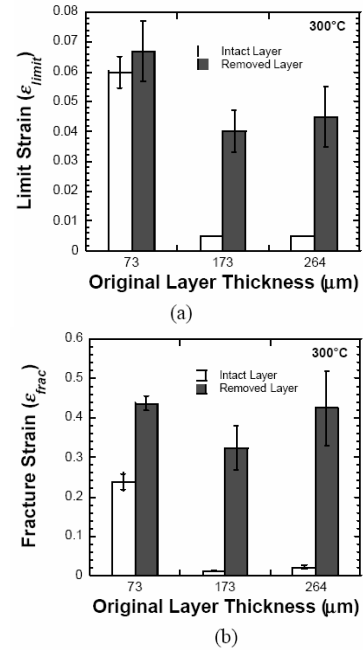 0.08
0.07
0.06
0.05
0.04
0.03
0.02
0.01
0
Limit Strain (εlimit)
300°C
Intact Layer
Removed Layer
73 173 264
Original Layer Thickness (μm)
(a)
0.6
0.5
0.4
0.3
0.2
0.1
0
Fracture Strain (εfrac)
300°C
Intact Layer
Removed Layer
73 173 264
Original Layer Thickness (μm)
(b)